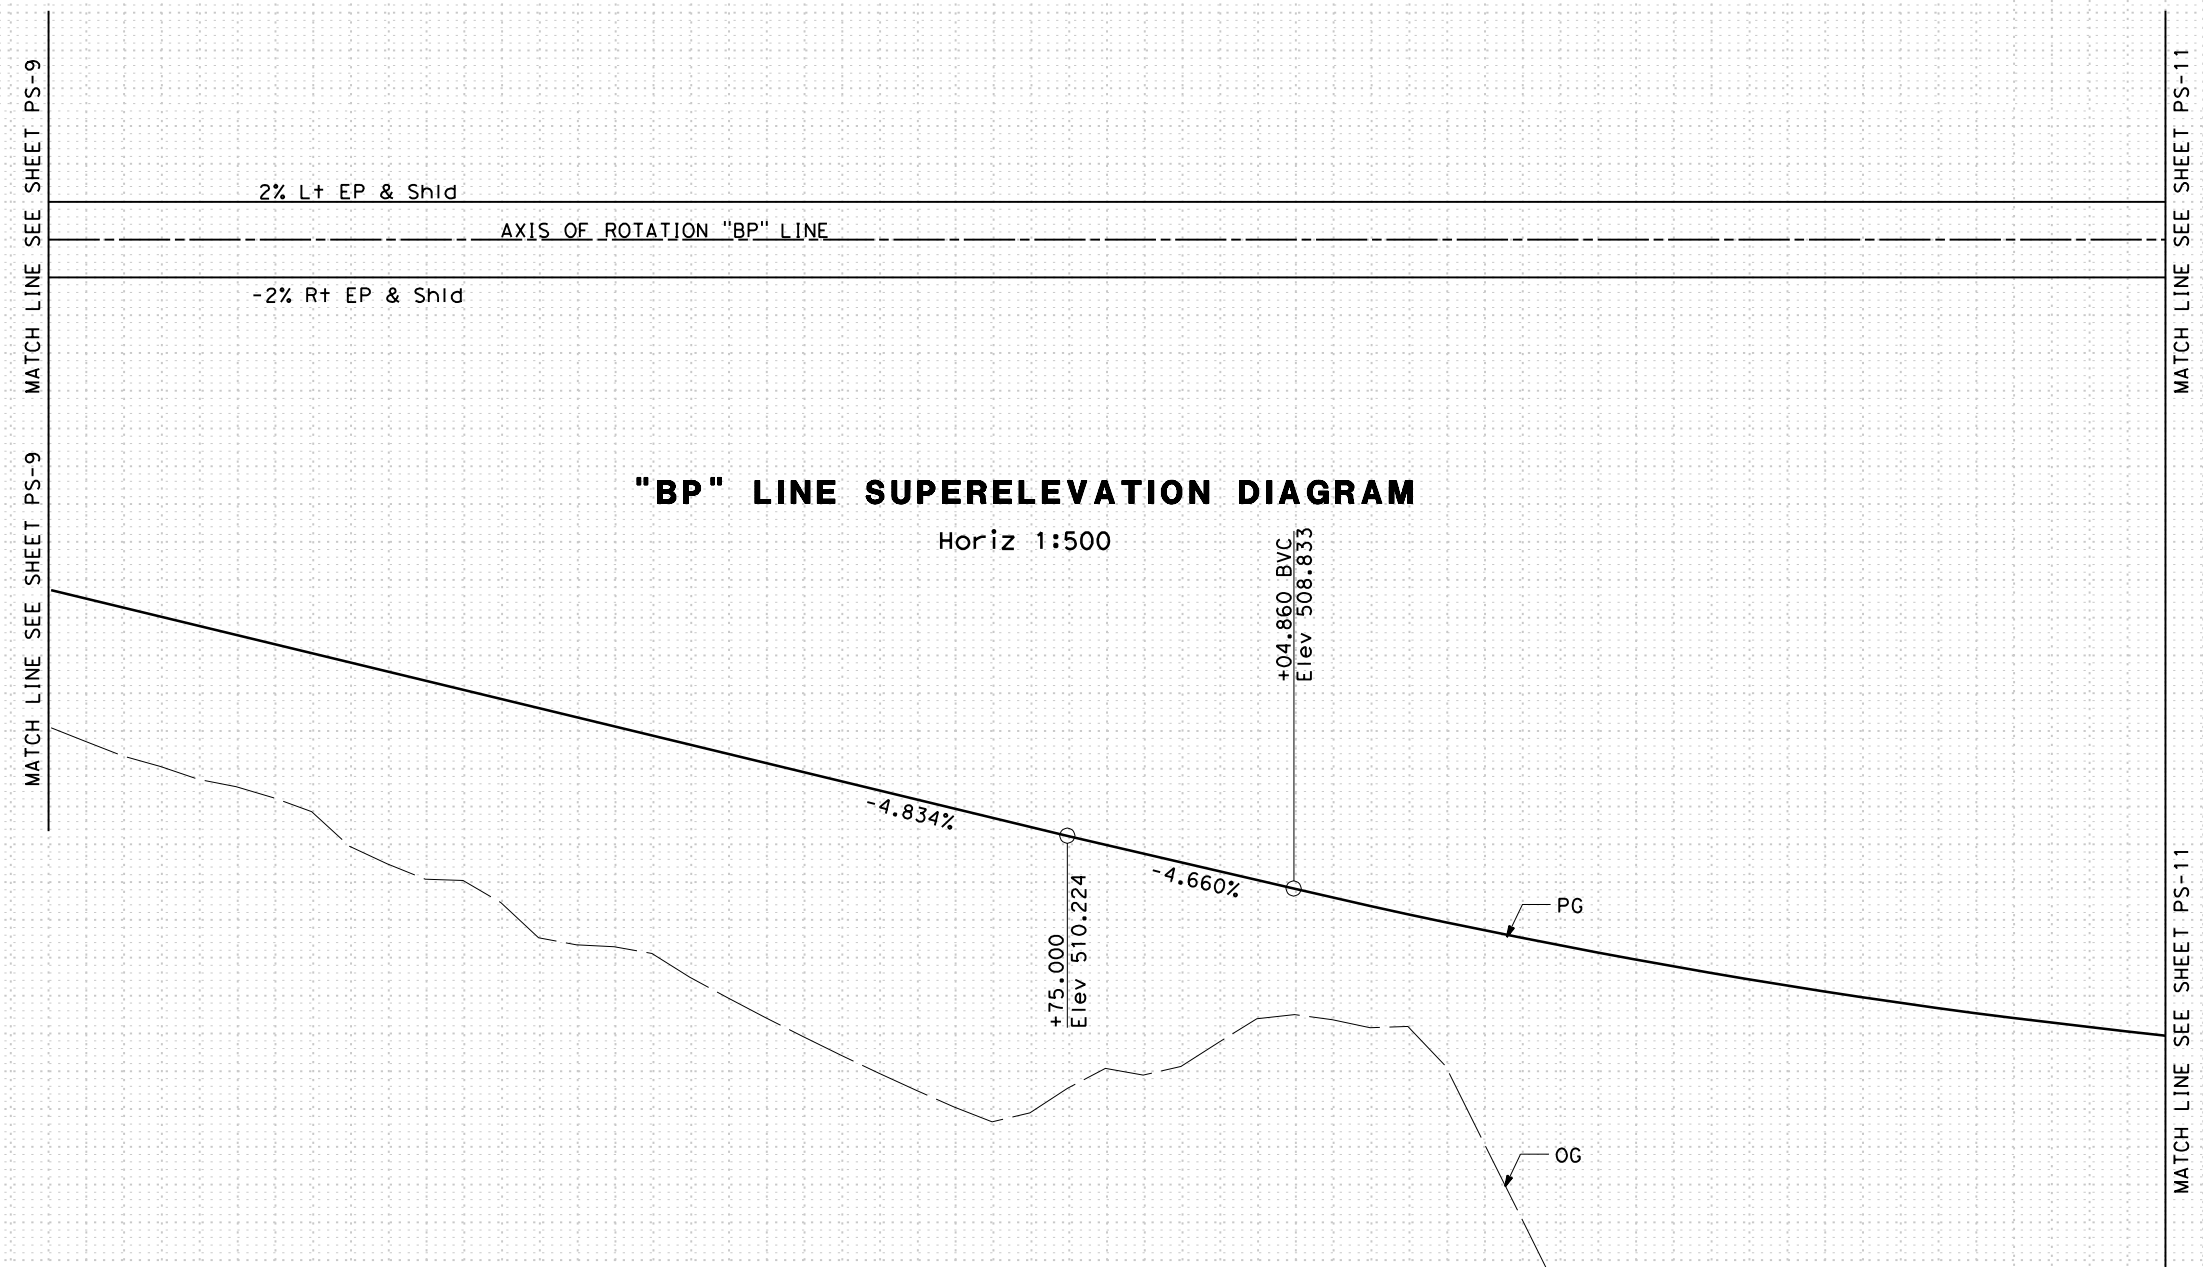 MATCH LINE SEE SHEET PS-9
MATCH LINE SEE SHEET PS-11
2% Lt EP & Shld
AXIS OF ROTATION "BP" LINE
-2% Rt EP & Shld
MATCH LINE SEE SHEET PS-9
"BP" LINE SUPERELEVATION DIAGRAM
Horiz 1:500
+04.860 BVC
Elev 508.833
-4.834%
-4.660%
+75.000
Elev 510.224
PG
OG
MATCH LINE SEE SHEET PS-11